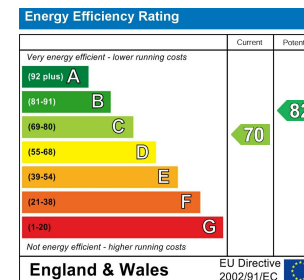 Energy Efficiency Rating
Current
Very energy efficient - lower running costs
(92 plus) A
(81-91) B
82
(69-80) C
70
(55-68) D
(39-54) E
(21-38) F
(1-20) G
Not energy efficient - higher running costs
England & Wales
EU Directive
2002/91/EC